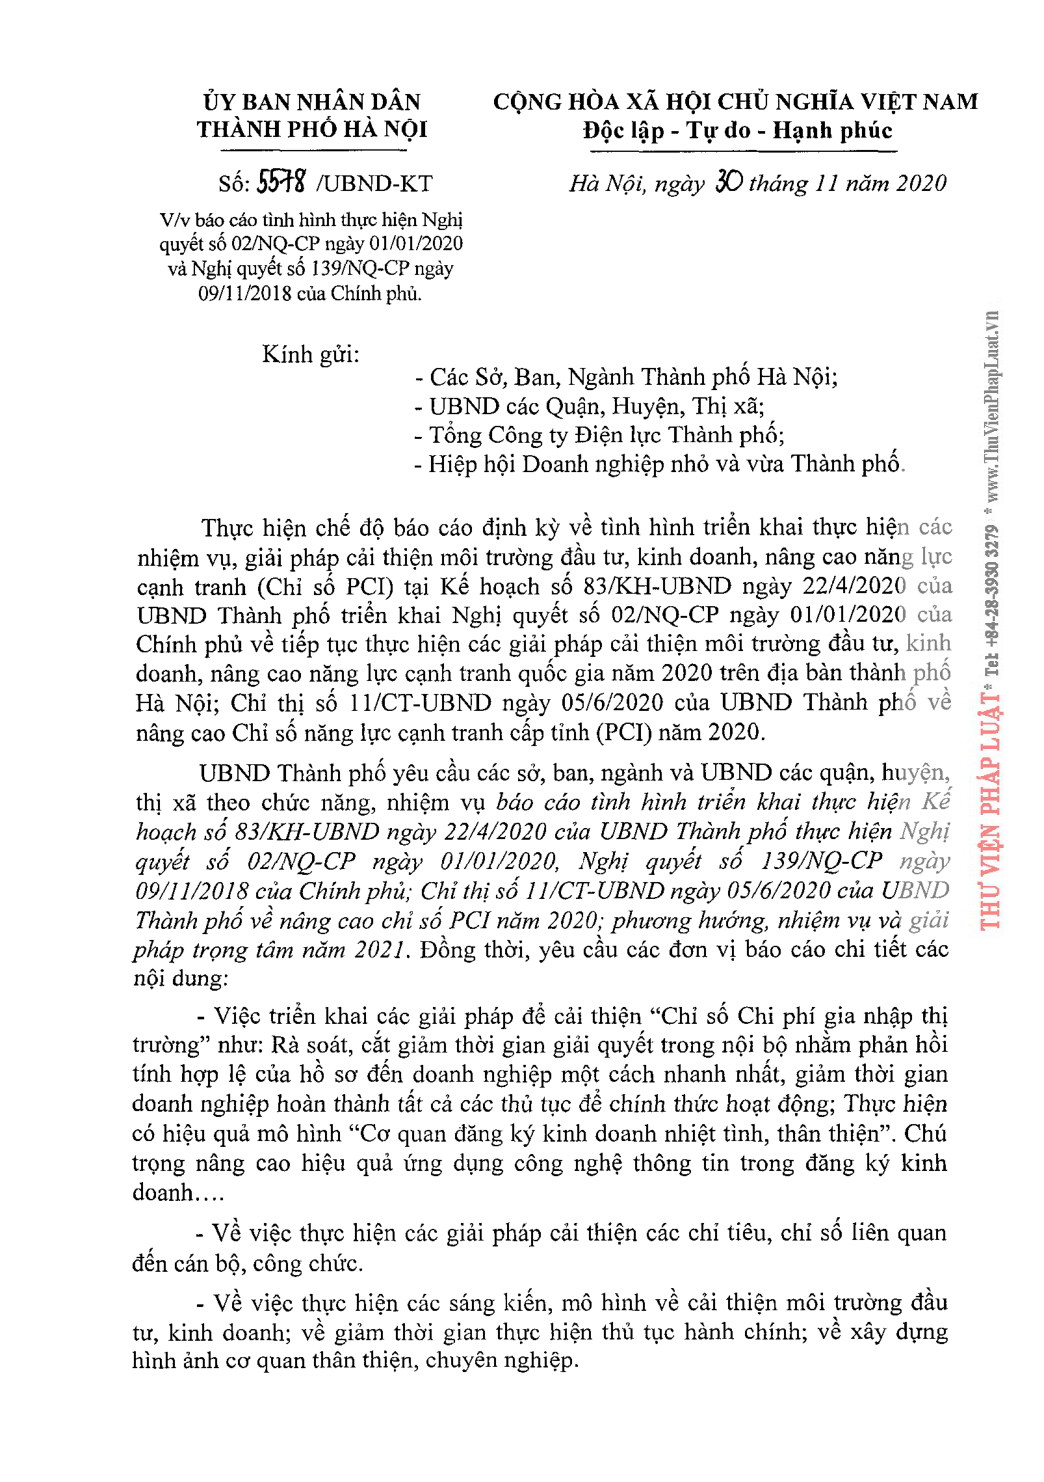 ỦY BAN NHÂN DÂN
THÀNH PHỐ HÀ NỘI
CỘNG HÒA XÃ HỘI CHỦ NGHĨA VIỆT NAM
Độc lập - Tự do - Hạnh phúc
Số: 5578 /UBND-KT
Hà Nội, ngày 30 tháng 11 năm 2020
V/v báo cáo tình hình thực hiện Nghị
quyết số 02/NQ-CP ngày 01/01/2020
và Nghị quyết số 139/NQ-CP ngày
09/11/2018 của Chính phủ.
Kính gửi:
- Các Sở, Ban, Ngành Thành phố Hà Nội;
- UBND các Quận, Huyện, Thị xã;
- Tổng Công ty Điện lực Thành phố;
- Hiệp hội Doanh nghiệp nhỏ và vừa Thành phố.
Thực hiện chế độ báo cáo định kỳ về tình hình triển khai thực hiện các
nhiệm vụ, giải pháp cải thiện môi trường đầu tư, kinh doanh, nâng cao năng lực
cạnh tranh (Chỉ số PCI) tại Kế hoạch số 83/KH-UBND ngày 22/4/2020 của
UBND Thành phố triển khai Nghị quyết số 02/NQ-CP ngày 01/01/2020 của
Chính phủ về tiếp tục thực hiện các giải pháp cải thiện môi trường đầu tư, kinh
doanh, nâng cao năng lực cạnh tranh quốc gia năm 2020 trên địa bàn thành phố
Hà Nội; Chỉ thị số 11/CT-UBND ngày 05/6/2020 của UBND Thành phố về
nâng cao Chỉ số năng lực cạnh tranh cấp tỉnh (PCI) năm 2020.
UBND Thành phố yêu cầu các sở, ban, ngành và UBND các quận, huyện,
thị xã theo chức năng, nhiệm vụ báo cáo tình hình triển khai thực hiện Kế
hoạch số 83/KH-UBND ngày 22/4/2020 của UBND Thành phố thực hiện Nghị
quyết số 02/NQ-CP ngày 01/01/2020, Nghị quyết số 139/NQ-CP ngày
09/11/2018 của Chính phủ; Chỉ thị số 11/CT-UBND ngày 05/6/2020 của UBND
Thành phố về nâng cao chỉ số PCI năm 2020; phương hướng, nhiệm vụ và giải
pháp trọng tâm năm 2021. Đồng thời, yêu cầu các đơn vị báo cáo chi tiết các
nội dung:
- Việc triển khai các giải pháp để cải thiện “Chỉ số Chi phí gia nhập thị
trường” như: Rà soát, cắt giảm thời gian giải quyết trong nội bộ nhằm phản hồi
tính hợp lệ của hồ sơ đến doanh nghiệp một cách nhanh nhất, giảm thời gian
doanh nghiệp hoàn thành tất cả các thủ tục để chính thức hoạt động; Thực hiện
có hiệu quả mô hình “Cơ quan đăng ký kinh doanh nhiệt tình, thân thiện”. Chú
trọng nâng cao hiệu quả ứng dụng công nghệ thông tin trong đăng ký kinh
doanh....
- Về việc thực hiện các giải pháp cải thiện các chỉ tiêu, chỉ số liên quan
đến cán bộ, công chức.
- Về việc thực hiện các sáng kiến, mô hình về cải thiện môi trường đầu
tư, kinh doanh; về giảm thời gian thực hiện thủ tục hành chính; về xây dựng
hình ảnh cơ quan thân thiện, chuyên nghiệp.
THƯ VIỆN PHÁP LUẬT * Tel: +84-28-3930 3279 * www.ThuVienPhapLuat.vn